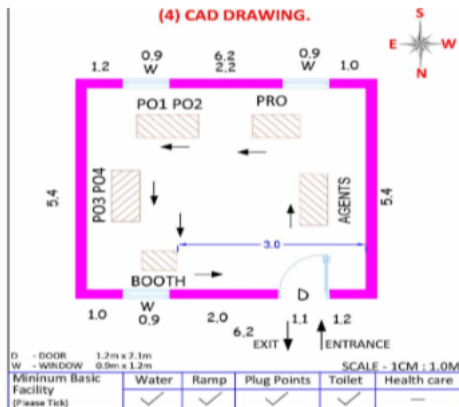 (4) CAD DRAWING.
S
E W
N
1,2
0,9
W
6,2
2,2
0,9
W
1,0
PO1 PO2
PRO
5,4
PO3 PO4
AGENTS
5,4
3.0
BOOTH
D
1,0
W
0,9
2,0
6,2
1,1
1,2
EXIT
ENTRANCE
D - DOOR 1.2m x 2.1m
W - WINDOW 0.9m x 1.2m
SCALE - 1CM : 1.0M
Mininum Basic Facility [Please Tick]
Water
Ramp
Plug Points
Toilet
Health care